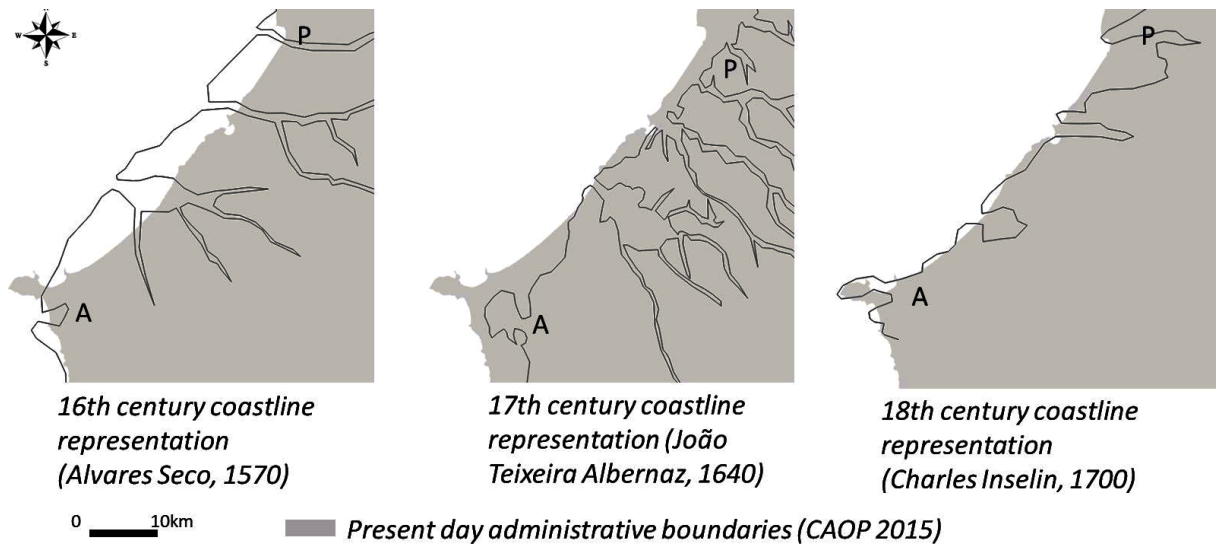 N
W
E
S
P
A
P
A
P
A
16th century coastline
representation
(Alvares Seco, 1570)
17th century coastline
representation (João
Teixeira Albernaz, 1640)
18th century coastline
representation
(Charles Inselin, 1700)
0 10km
Present day administrative boundaries (CAOP 2015)